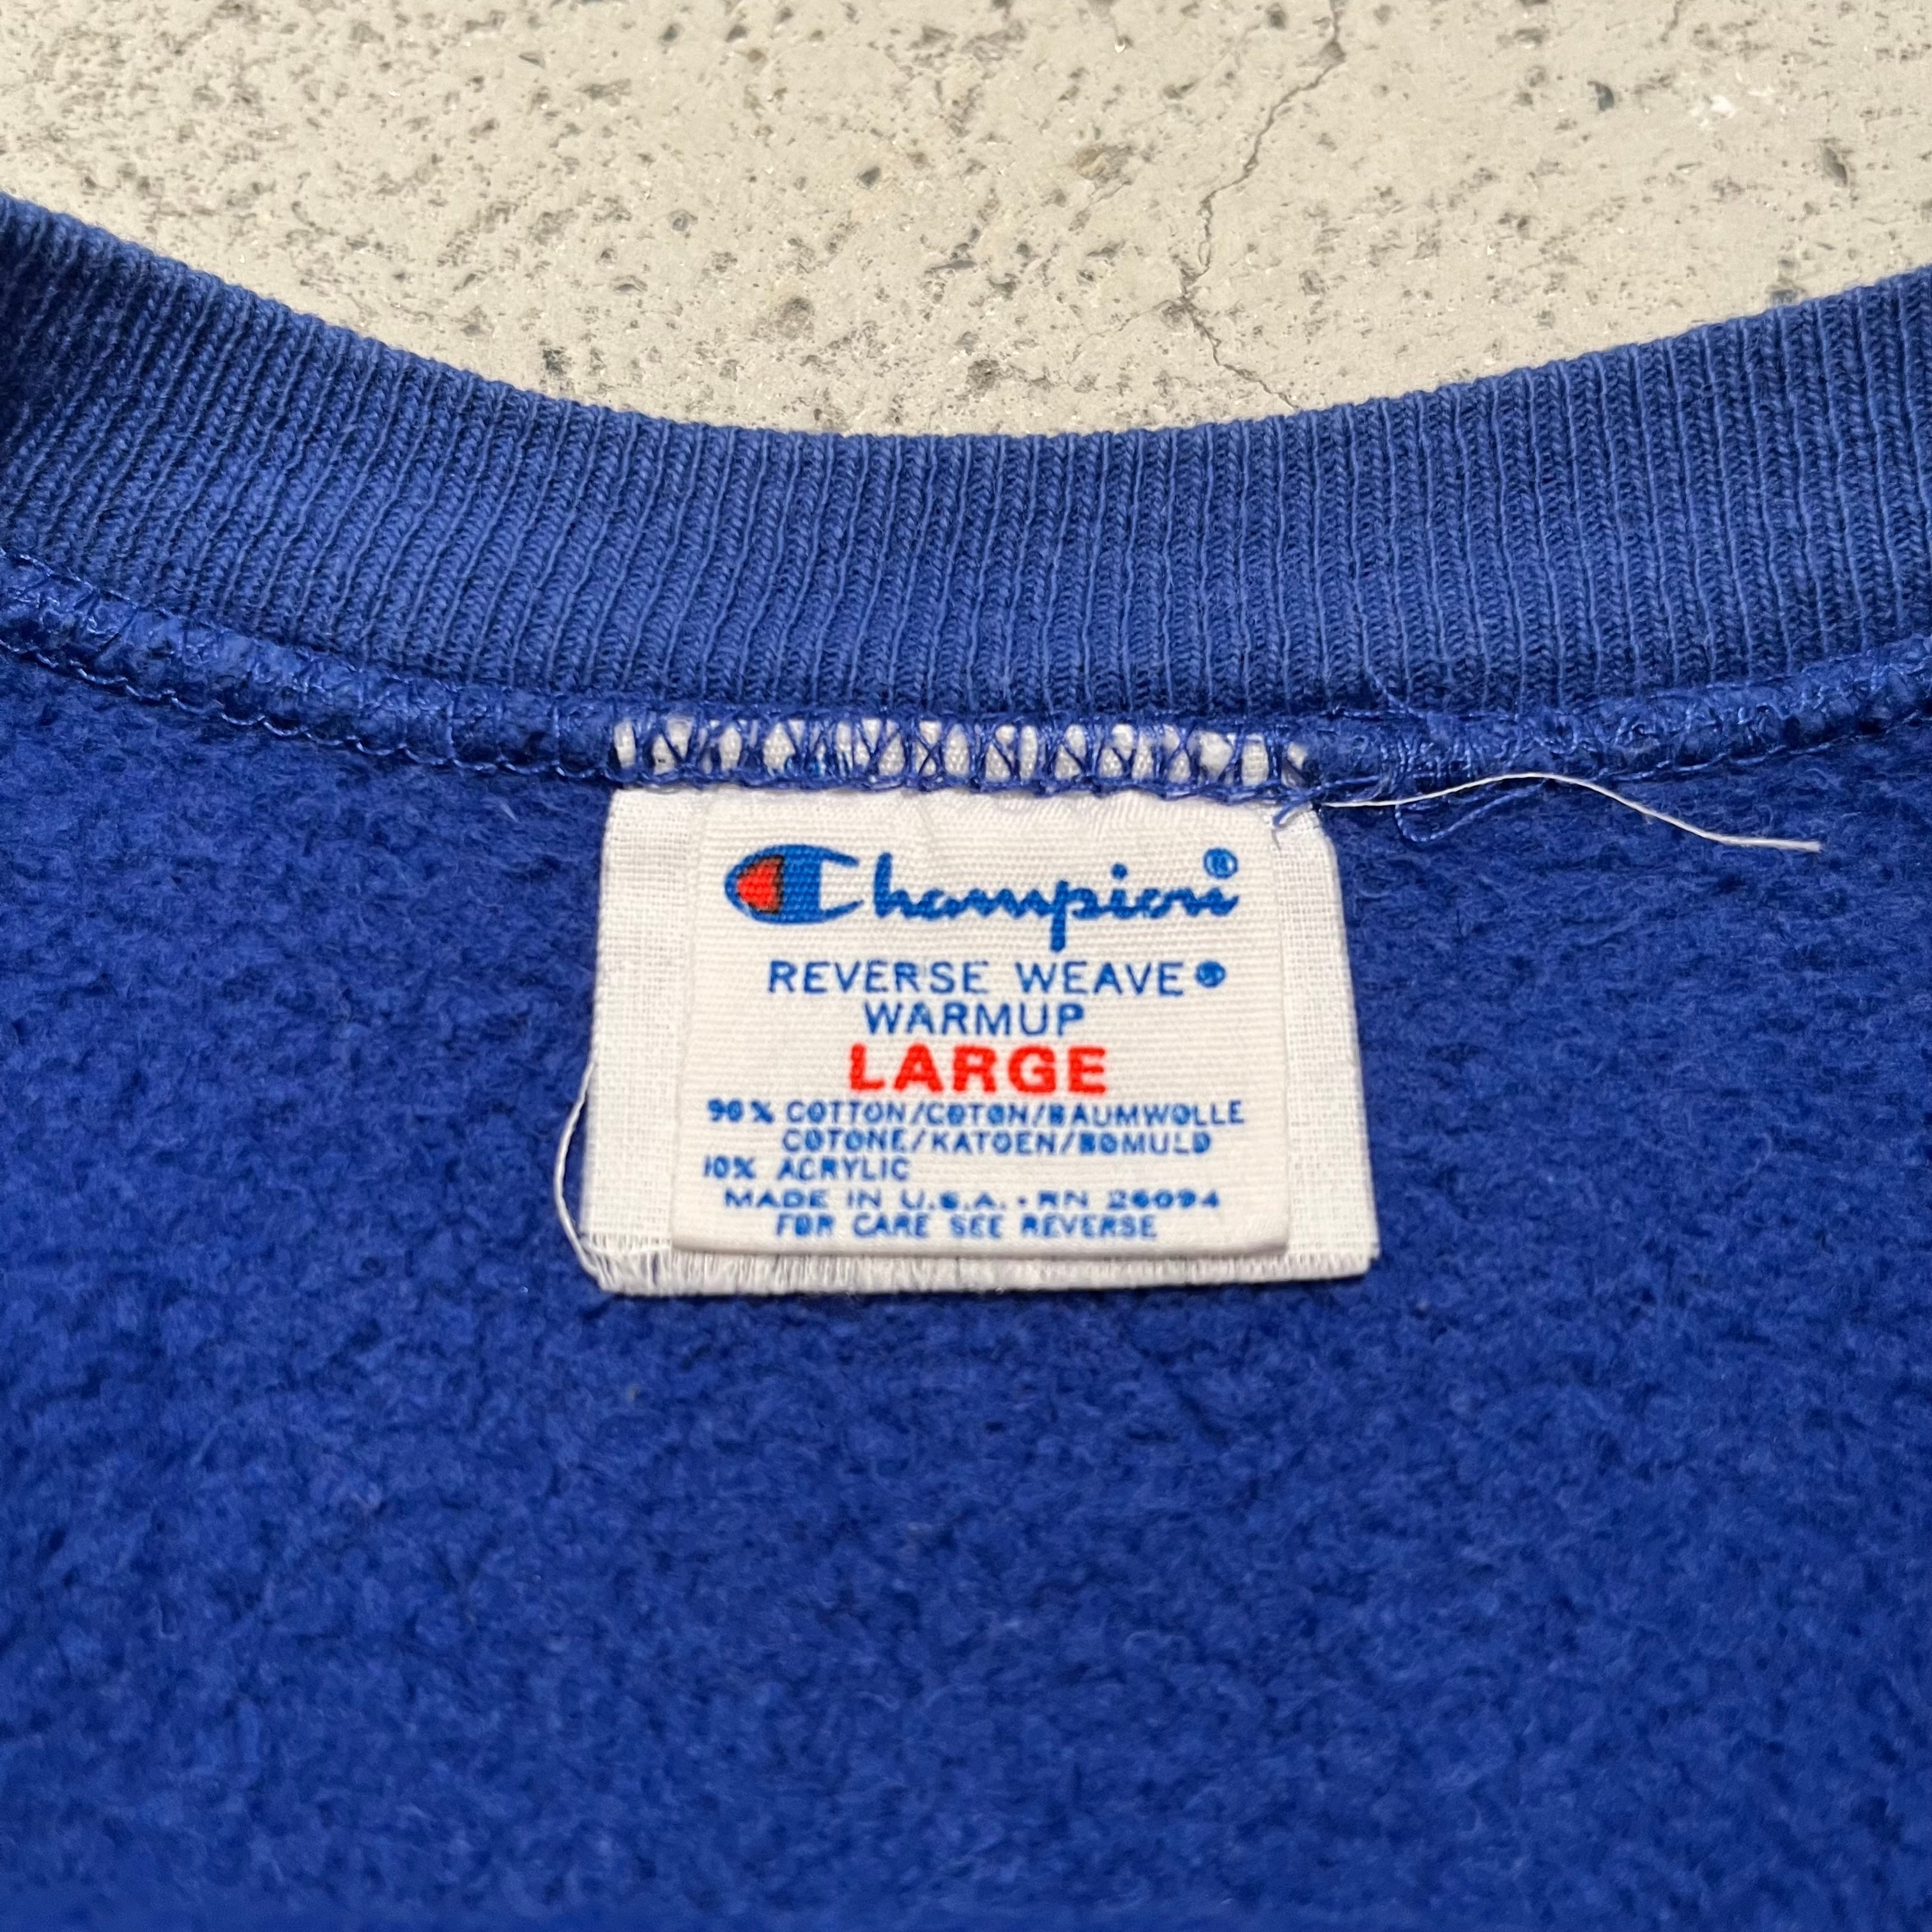 Champion®
REVERSE WEAVE®
WARMUP
LARGE
90% COTTON/COTON/BAUMWOLLE
COTONE/KATOEN/BOMULD
10% ACRYLIC
MADE IN U.S.A. · RN 26094
FOR CARE SEE REVERSE